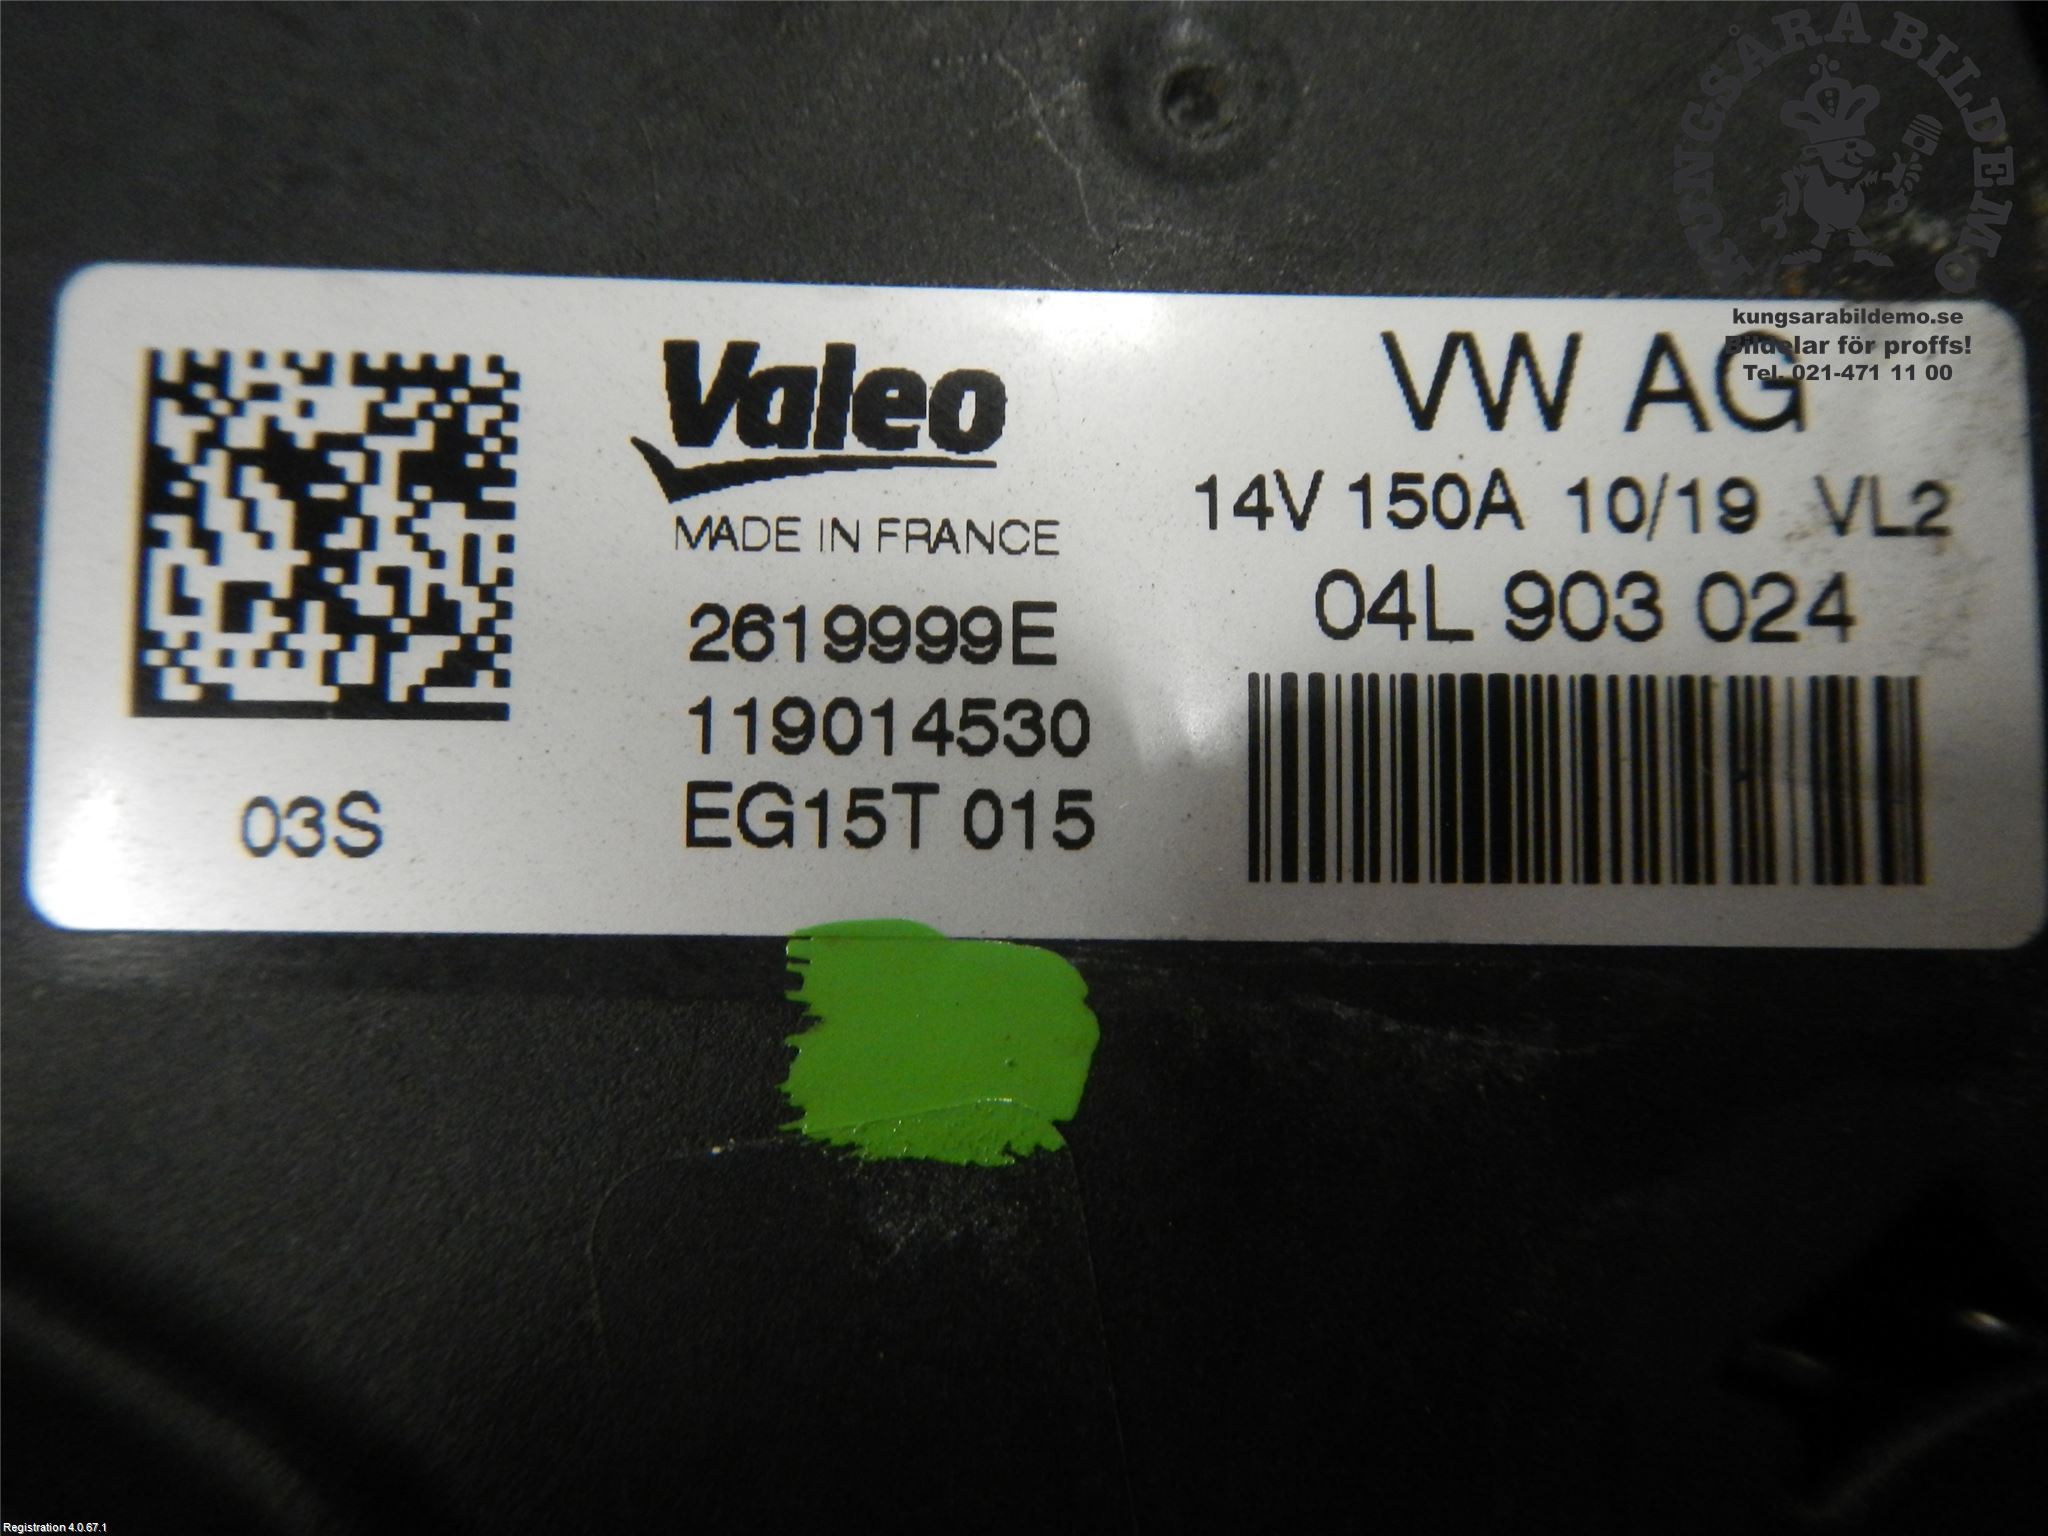 KUNGSÅRA BILDEMO
kungsarabildemo.se
Bildelar för proffs!
Tel. 021-471 11 00
Valeo
MADE IN FRANCE
2619999E
119014530
EG15T 015
03S
VW AG
14V 150A 10/19 VL2
04L 903 024
Registration 4.0.67.1